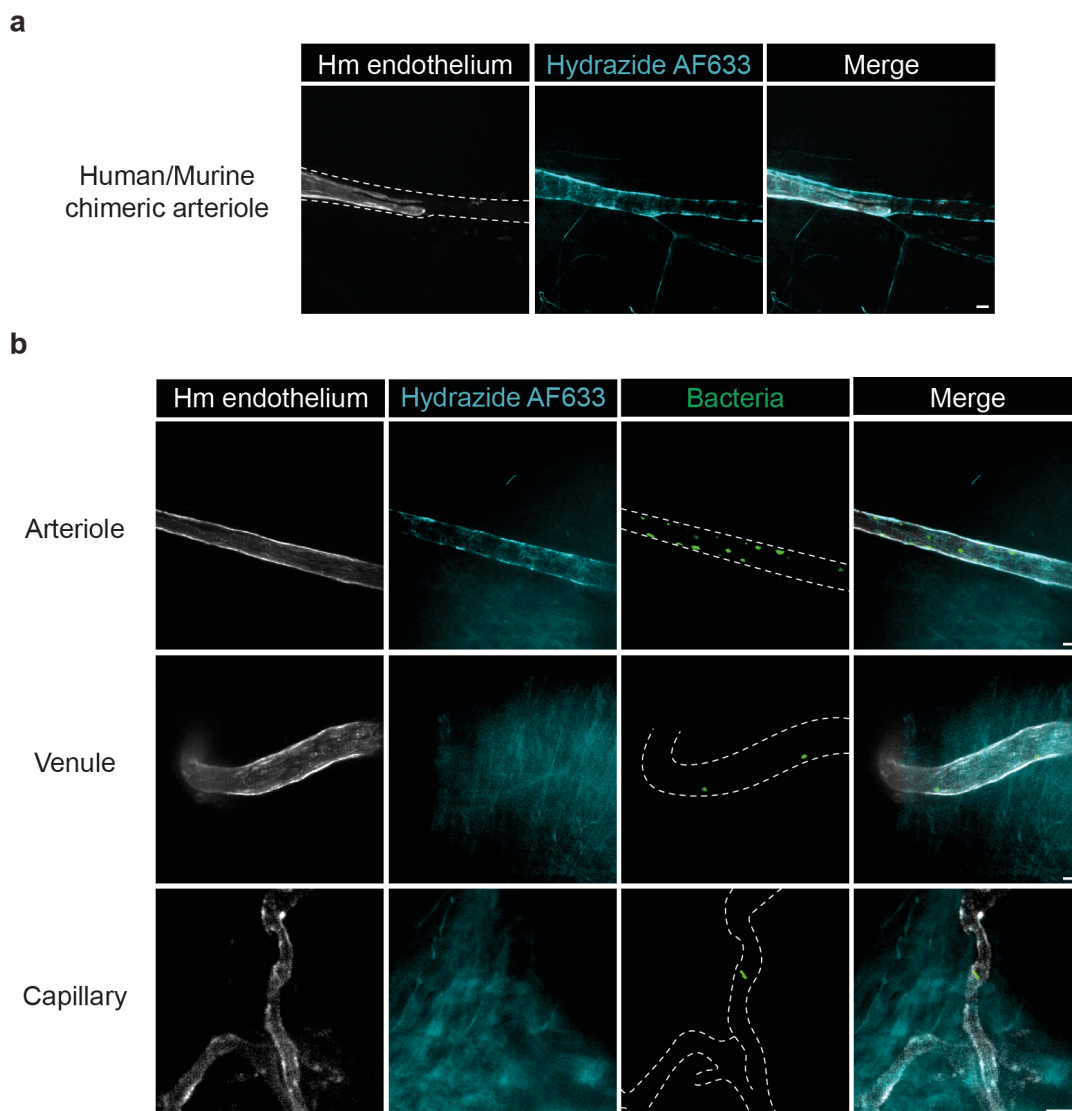 a
Hm endothelium
Hydrazide AF633
Merge
Human/Murine
chimeric arteriole
b
Hm endothelium
Hydrazide AF633
Bacteria
Merge
Arteriole
Venule
Capillary